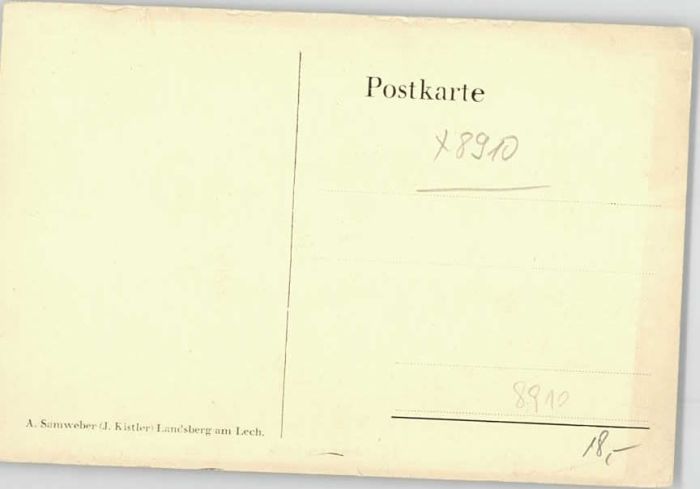 Postkarte
x8910
8910
A. Samweber (J. Kistler) Landsberg am Lech.
18,-